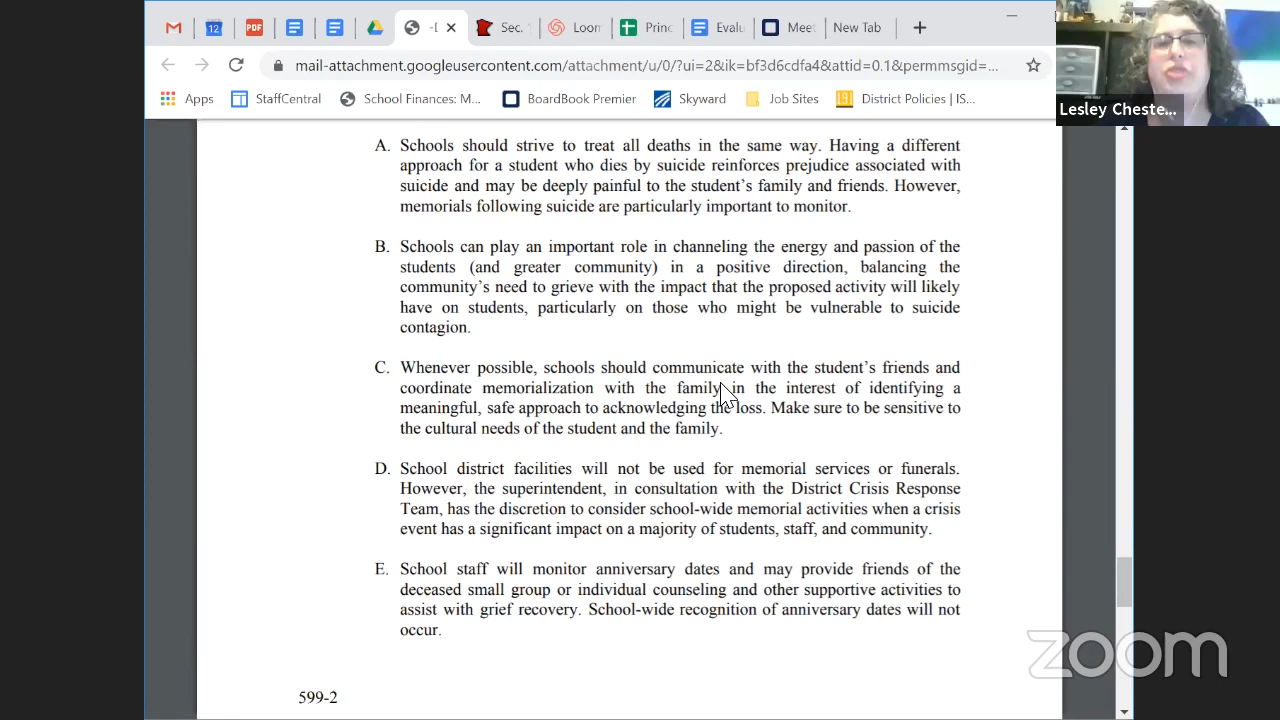 12 PDF -D Sec. Loon Princ Evalu Meet New Tab
mail-attachment.googleusercontent.com/attachment/u/0/?ui=2&ik=bf3d6cdfa4&attid=0.1&permmsgid=...
Apps StaffCentral School Finances: M... BoardBook Premier Skyward Job Sites District Policies | IS...
Lesley Cheste...
A. Schools should strive to treat all deaths in the same way. Having a different
approach for a student who dies by suicide reinforces prejudice associated with
suicide and may be deeply painful to the student's family and friends. However,
memorials following suicide are particularly important to monitor.
B. Schools can play an important role in channeling the energy and passion of the
students (and greater community) in a positive direction, balancing the
community's need to grieve with the impact that the proposed activity will likely
have on students, particularly on those who might be vulnerable to suicide
contagion.
C. Whenever possible, schools should communicate with the student's friends and
coordinate memorialization with the family in the interest of identifying a
meaningful, safe approach to acknowledging the loss. Make sure to be sensitive to
the cultural needs of the student and the family.
D. School district facilities will not be used for memorial services or funerals.
However, the superintendent, in consultation with the District Crisis Response
Team, has the discretion to consider school-wide memorial activities when a crisis
event has a significant impact on a majority of students, staff, and community.
E. School staff will monitor anniversary dates and may provide friends of the
deceased small group or individual counseling and other supportive activities to
assist with grief recovery. School-wide recognition of anniversary dates will not
occur.
599-2
zoom